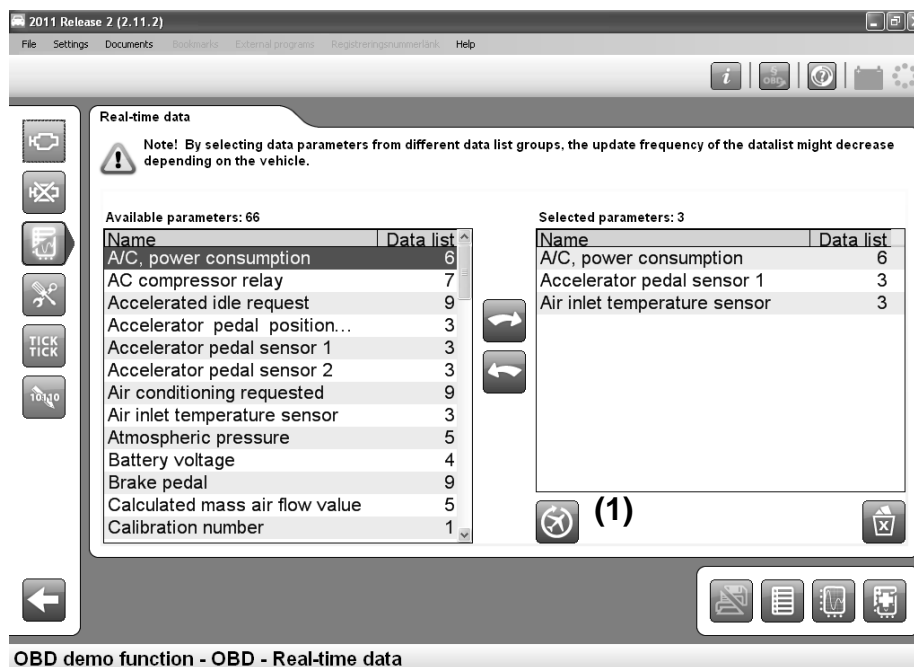 2011 Release 2 (2.11.2)
File Settings Documents Bookmarks External programs Registreringsnummerlänk Help
i OBD ?
Real-time data
Note! By selecting data parameters from different data list groups, the update frequency of the datalist might decrease
depending on the vehicle.
Available parameters: 66
Name Data list
A/C, power consumption 6
AC compressor relay 7
Accelerated idle request 9
Accelerator pedal position... 3
Accelerator pedal sensor 1 3
Accelerator pedal sensor 2 3
Air conditioning requested 9
Air inlet temperature sensor 3
Atmospheric pressure 5
Battery voltage 4
Brake pedal 9
Calculated mass air flow value 5
Calibration number 1
Selected parameters: 3
Name Data list
A/C, power consumption 6
Accelerator pedal sensor 1 3
Air inlet temperature sensor 3
(1)
TICK
TICK
10110
OBD demo function - OBD - Real-time data